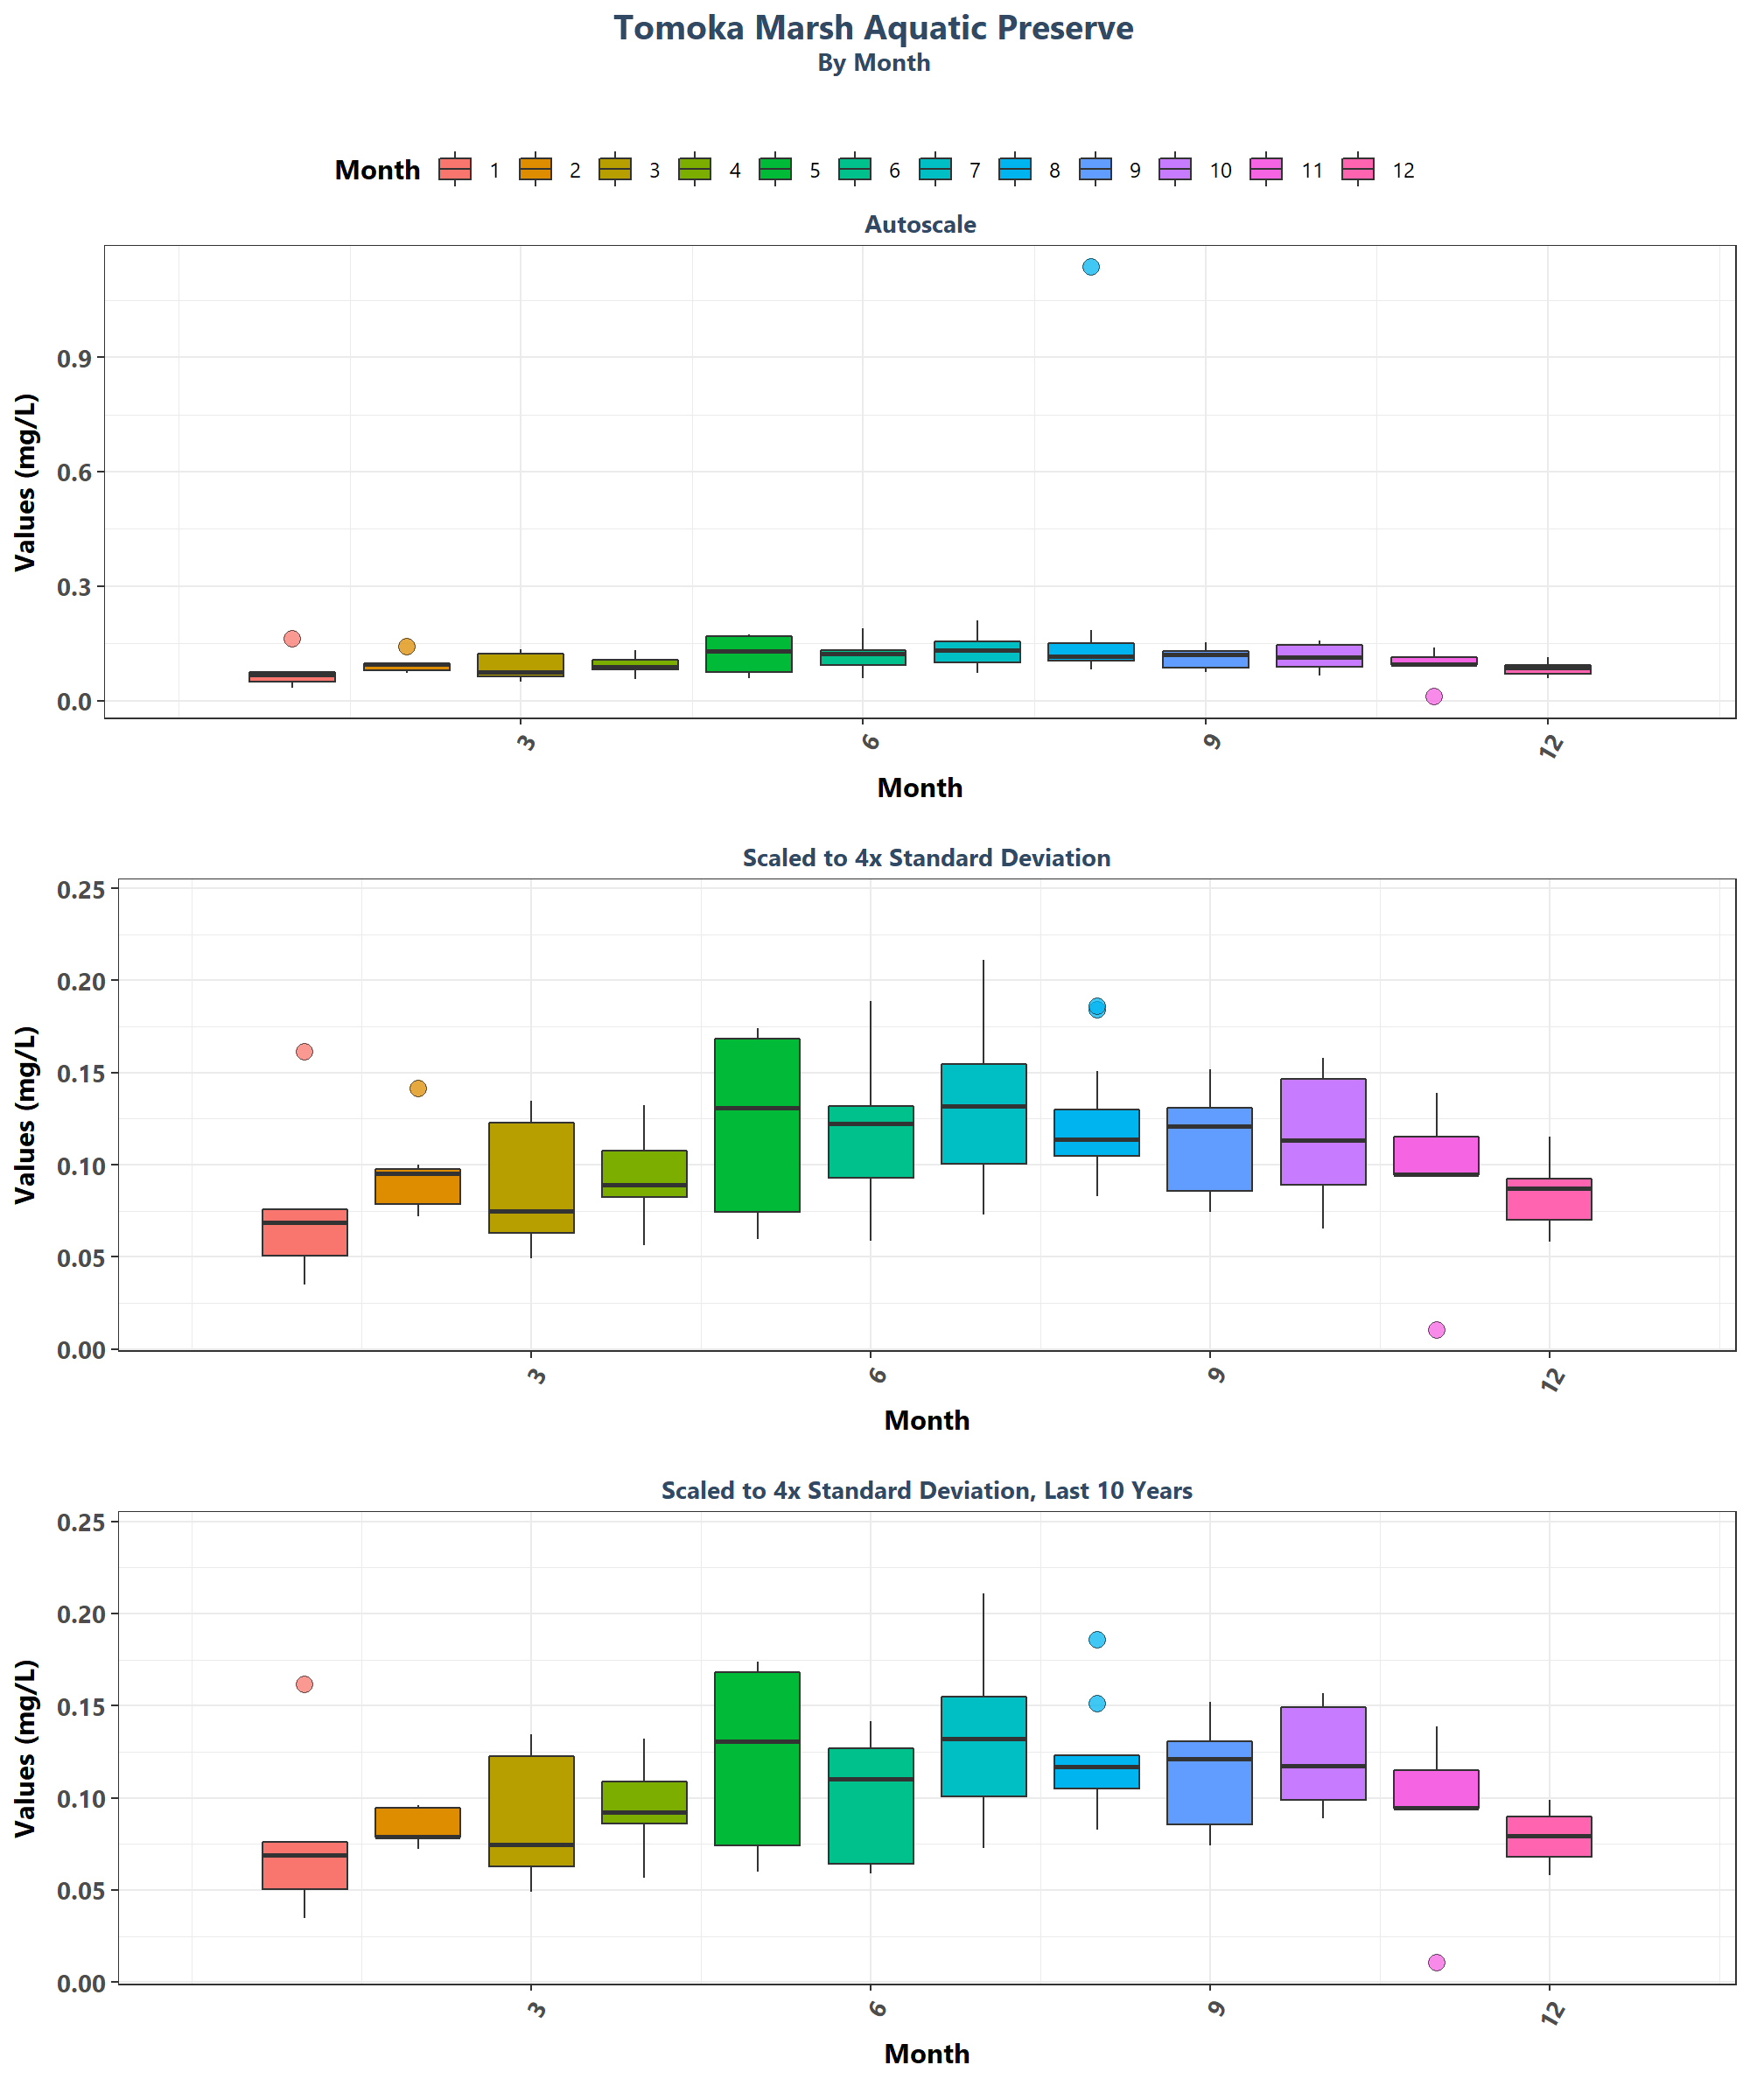 Tomoka Marsh Aquatic Preserve
By Month
Month 1 2 3 4 5 6 7 8 9 10 11 12
Autoscale
Values (mg/L)
0.9
0.6
0.3
0.0
3 6 9 12
Month
Scaled to 4x Standard Deviation
Values (mg/L)
0.25
0.20
0.15
0.10
0.05
0.00
3 6 9 12
Month
Scaled to 4x Standard Deviation, Last 10 Years
Values (mg/L)
0.25
0.20
0.15
0.10
0.05
0.00
3 6 9 12
Month